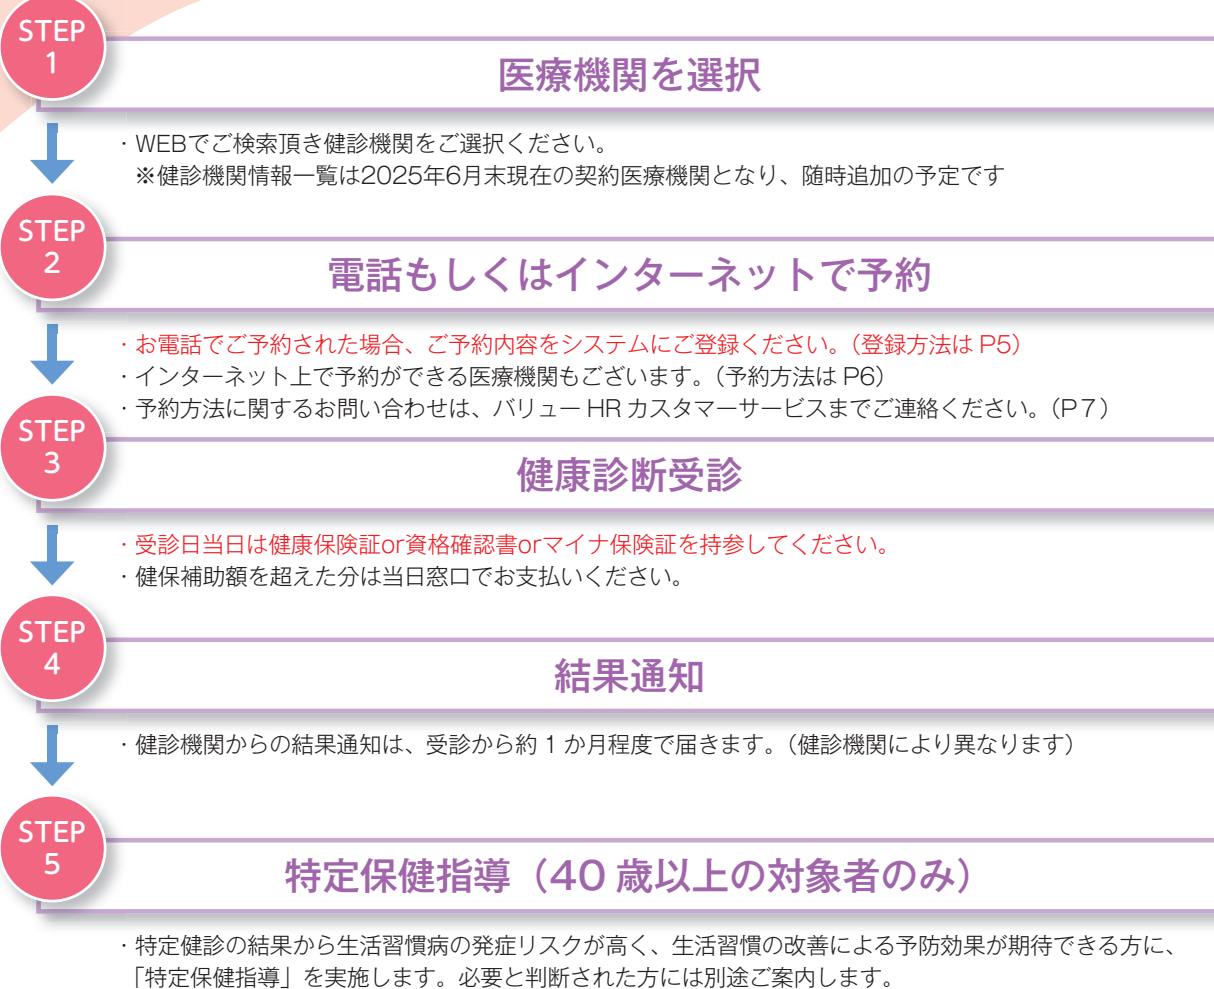 STEP
1
医療機関を選択
・WEBでご検索頂き健診機関をご選択ください。
※健診機関情報一覧は2025年6月末現在の契約医療機関となり、随時追加の予定です
STEP
2
電話もしくはインターネットで予約
・お電話でご予約された場合、ご予約内容をシステムにご登録ください。（登録方法は P5）
・インターネット上で予約ができる医療機関もございます。（予約方法は P6）
・予約方法に関するお問い合わせは、バリュー HR カスタマーサービスまでご連絡ください。（P７）
STEP
3
健康診断受診
・受診日当日は健康保険証or資格確認書orマイナ保険証を持参してください。
・健保補助額を超えた分は当日窓口でお支払いください。
STEP
4
結果通知
・健診機関からの結果通知は、受診から約 1 か月程度で届きます。（健診機関により異なります）
STEP
5
特定保健指導（40 歳以上の対象者のみ）
・特定健診の結果から生活習慣病の発症リスクが高く、生活習慣の改善による予防効果が期待できる方に、
「特定保健指導」を実施します。必要と判断された方には別途ご案内します。